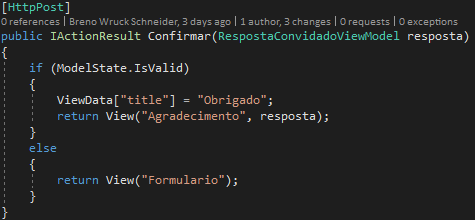 [HttpPost]
0 references | Breno Wruck Schneider, 3 days ago | 1 author, 3 changes | 0 requests | 0 exceptions
public IActionResult Confirmar(RespostaConvidadoViewModel resposta)
{
    if (ModelState.IsValid)
    {
        ViewData["title"] = "Obrigado";
        return View("Agradecimento", resposta);
    }
    else
    {
        return View("Formulario");
    }
}